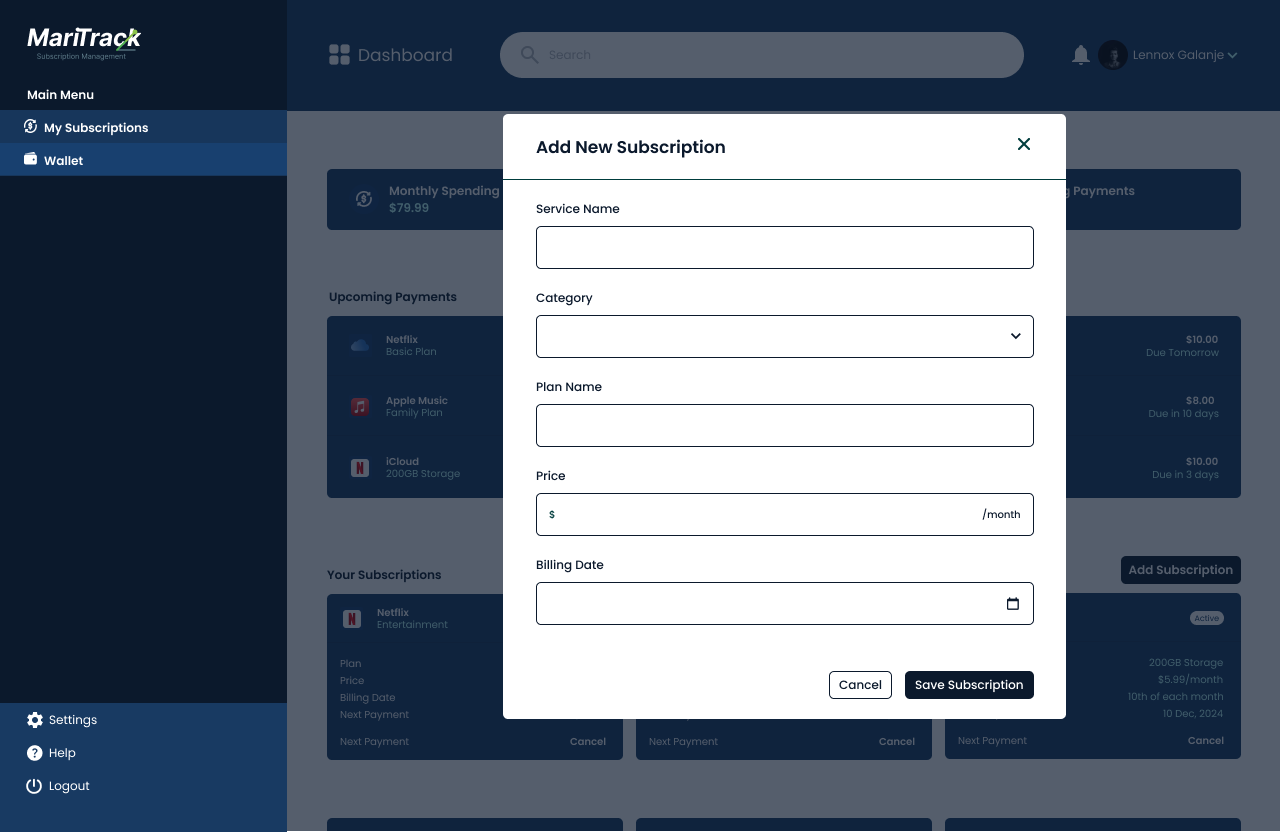 MariTrack
Subscription Management
Main Menu
My Subscriptions
Wallet
Settings
Help
Logout
Dashboard
Search
Lennox Galanje
Monthly Spending
$79.99
g Payments
Upcoming Payments
Netflix
Basic Plan
$10.00
Due Tomorrow
Apple Music
Family Plan
$8.00
Due in 10 days
iCloud
200GB Storage
$10.00
Due in 3 days
Your Subscriptions
Add Subscription
Netflix
Entertainment
Active
Plan
200GB Storage
Price
$5.99/month
Billing Date
10th of each month
Next Payment
10 Dec, 2024
Next Payment
Cancel
Next Payment
Cancel
Next Payment
Cancel
Add New Subscription
Service Name
Category
Plan Name
Price
$
/month
Billing Date
Cancel
Save Subscription